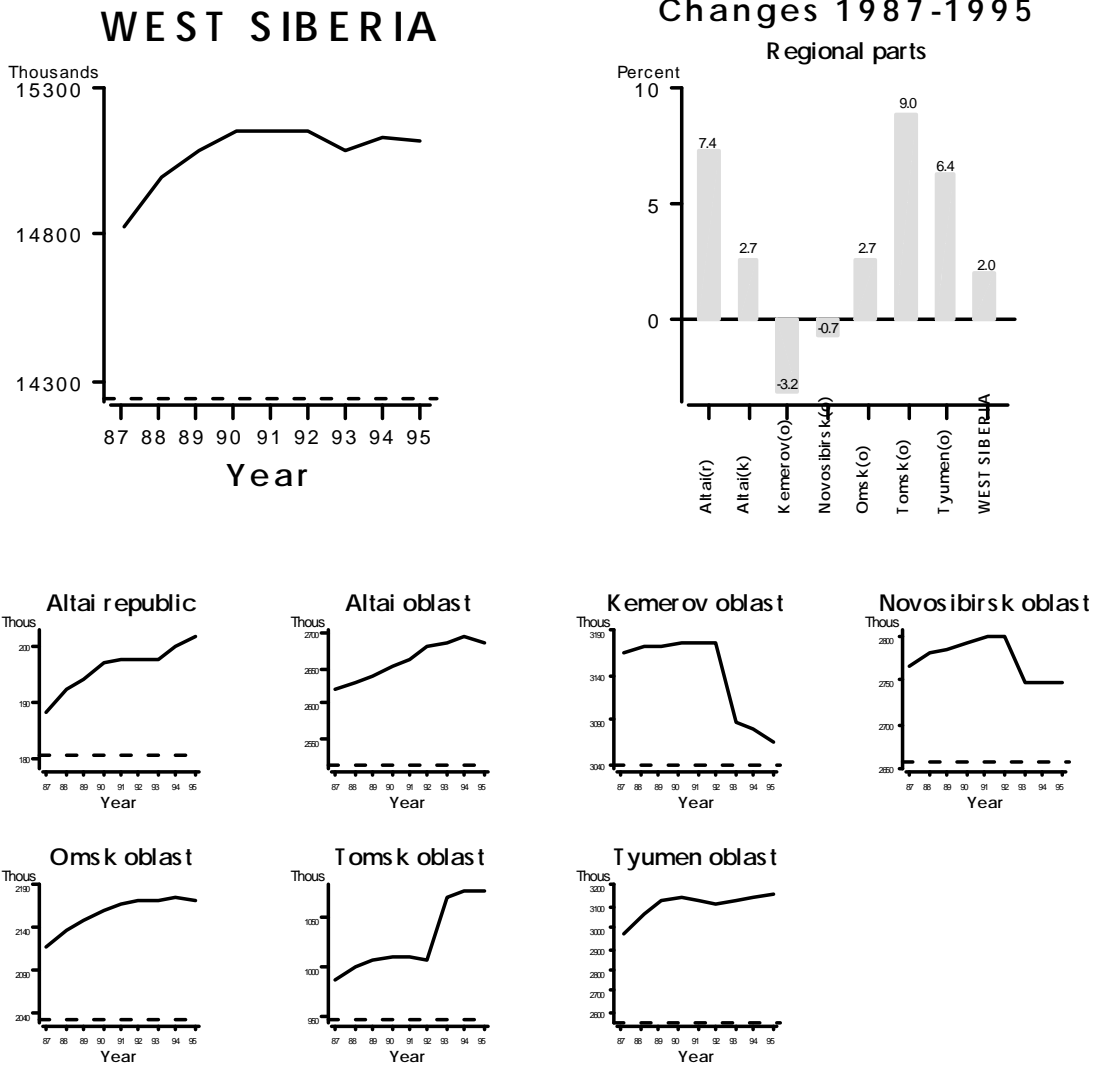 WEST SIBERIA
Thousands
15300
14800
14300
87 88 89 90 91 92 93 94 95
Year
Changes 1987-1995
Regional parts
Percent
10
5
0
7.4
2.7
-3.2
-0.7
2.7
9.0
6.4
2.0
Altai(r)
Altai(k)
Kemerov(o)
Novosibirsk(o)
Omsk(o)
Tomsk(o)
Tyumen(o)
WEST SIBERIA
Altai republic
Thous
200
190
180
87 88 89 90 91 92 93 94 95
Year
Altai oblast
Thous
2700
2650
2600
2550
87 88 89 90 91 92 93 94 95
Year
Kemerov oblast
Thous
3190
3140
3090
3040
87 88 89 90 91 92 93 94 95
Year
Novosibirsk oblast
Thous
2800
2750
2700
2650
87 88 89 90 91 92 93 94 95
Year
Omsk oblast
Thous
2190
2140
2090
2040
87 88 89 90 91 92 93 94 95
Year
Tomsk oblast
Thous
1050
1000
950
87 88 89 90 91 92 93 94 95
Year
Tyumen oblast
Thous
3200
3100
3000
2900
2800
2700
2600
87 88 89 90 91 92 93 94 95
Year